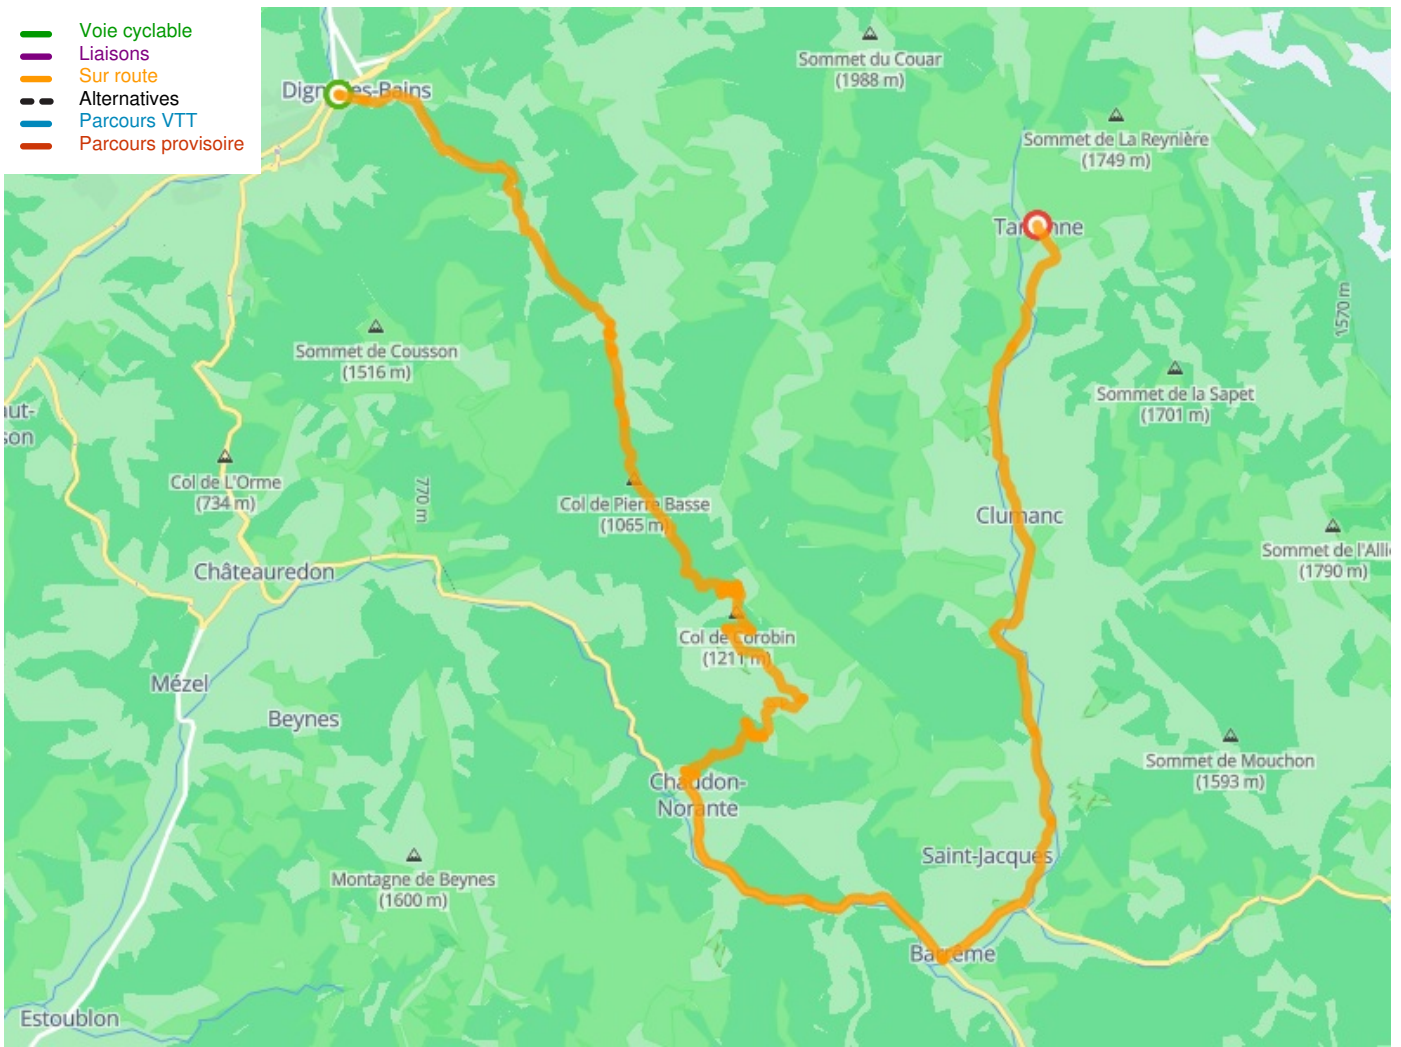 Voie cyclable
Liaisons
Sur route
Alternatives
Parcours VTT
Parcours provisoire
Sommet du Couar
(1988 m)
Sommet de La Reynière
(1749 m)
1570 m
Sommet de Cousson
(1516 m)
Sommet de la Sapet
(1701 m)
Col de L'Orme
(734 m)
770 m
Col de Pierre Basse
(1065 m)
Clumanc
Sommet de l'Alli
(1790 m)
Châteauredon
Col de Corobin
(1211 m)
Mézel
Beynes
Sommet de Mouchon
(1593 m)
Chaudon-
Norante
Saint-Jacques
Montagne de Beynes
(1600 m)
Barrême
Estoublon